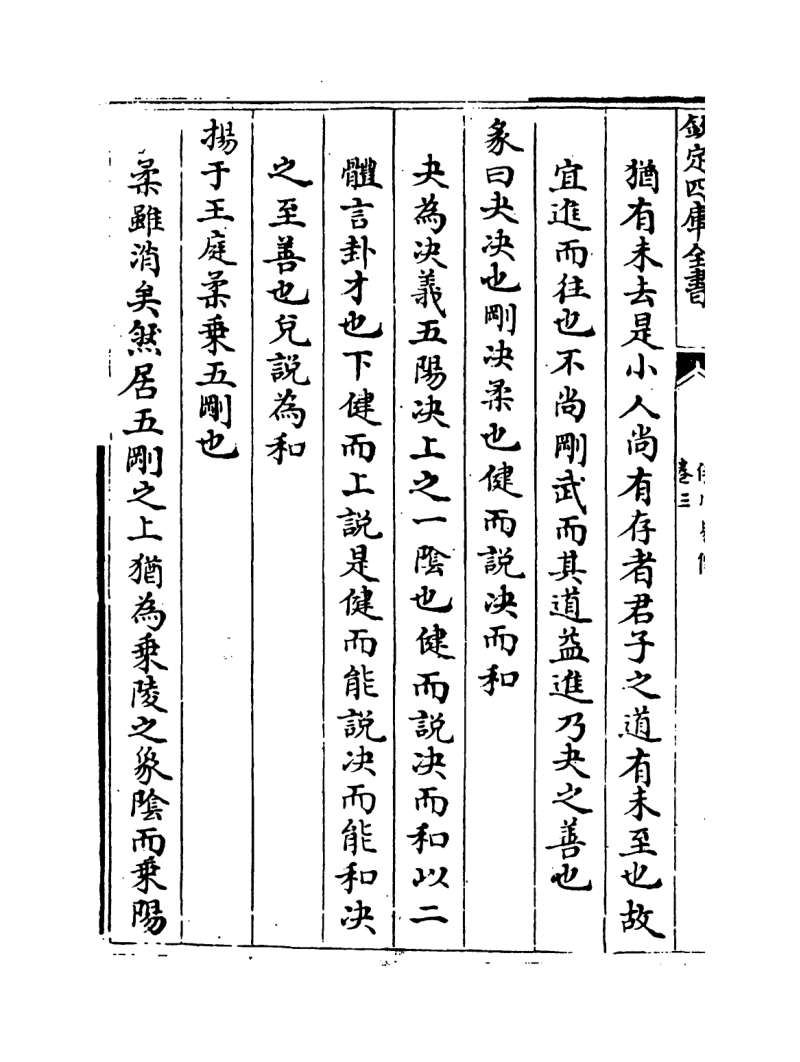 欽定四庫全書
卷三
猶有未去是小人尚有存者君子之道有未至也故
宜進而往也不尚剛武而其道益進乃夬之善也
彖曰夬決也剛決柔也健而說決而和
夬為決義五陽決上之一陰也健而說決而和以二
體言卦才也下健而上說是健而能說決而能和決
之至善也兌說為和
揚于王庭柔乘五剛也
柔雖消矣然居五剛之上猶為乘陵之象陰而乘陽